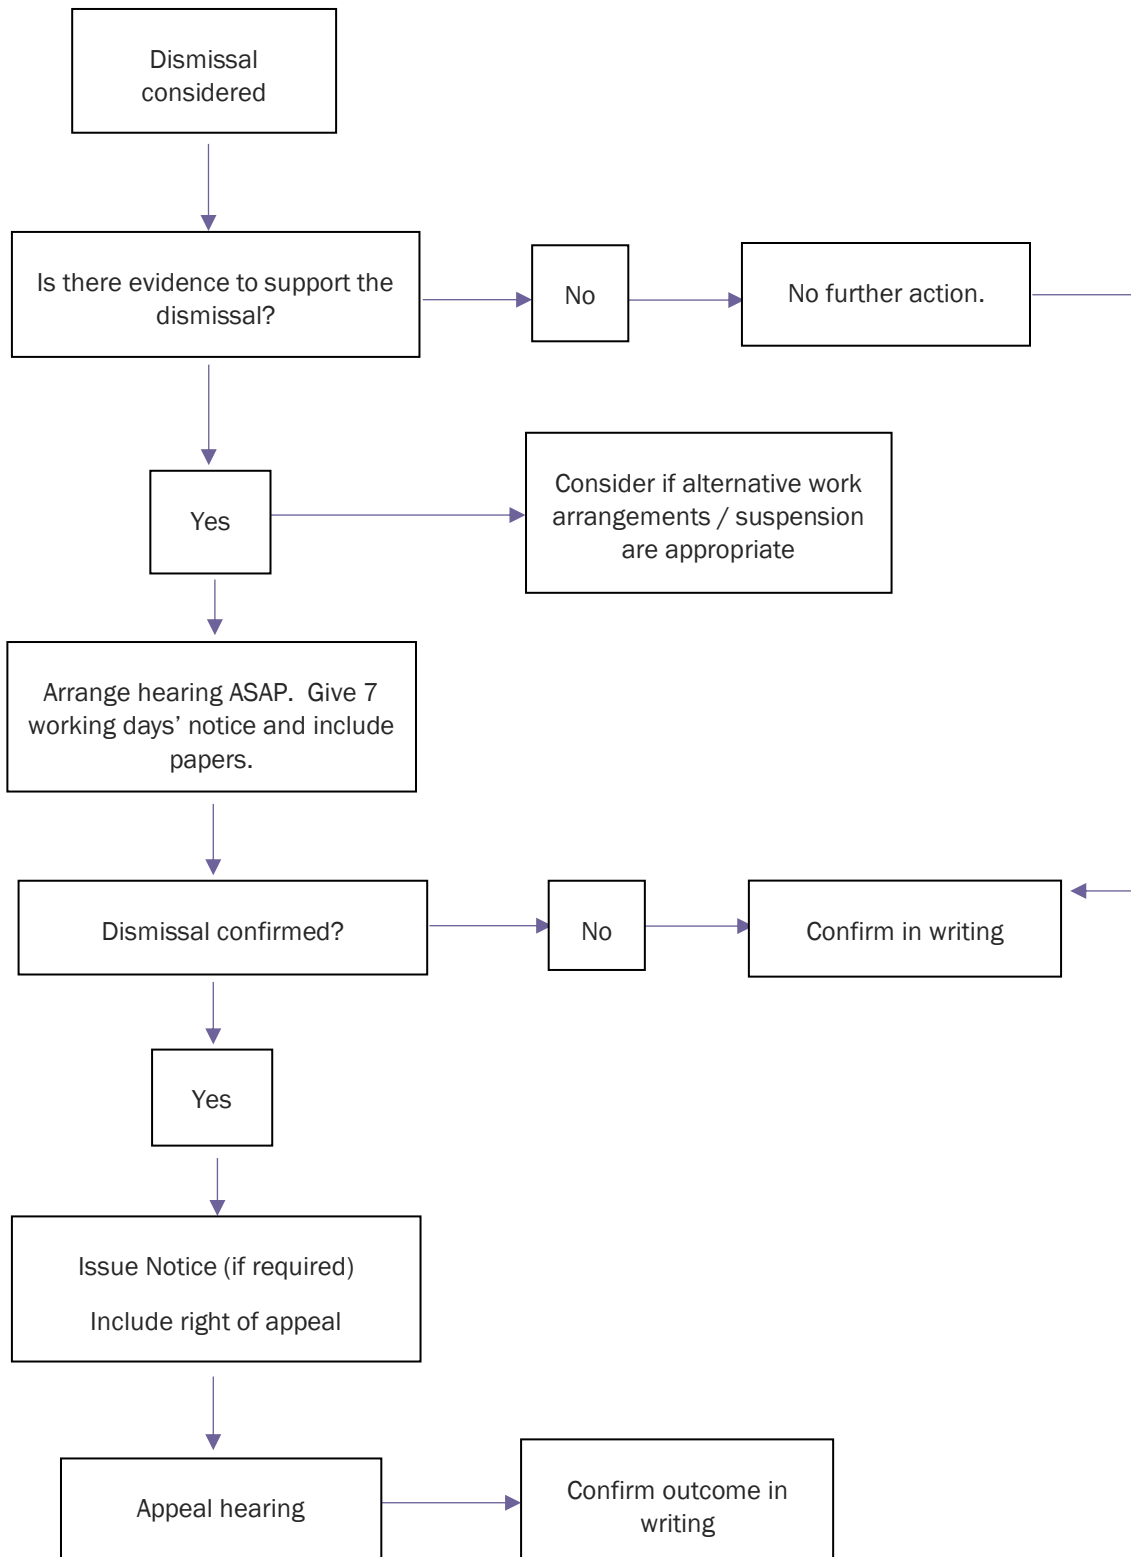 Dismissal
considered
Is there evidence to support the
dismissal?
No
No further action.
Yes
Consider if alternative work
arrangements / suspension
are appropriate
Arrange hearing ASAP.  Give 7
working days’ notice and include
papers.
Dismissal confirmed?
No
Confirm in writing
Yes
Issue Notice (if required)
Include right of appeal
Appeal hearing
Confirm outcome in
writing